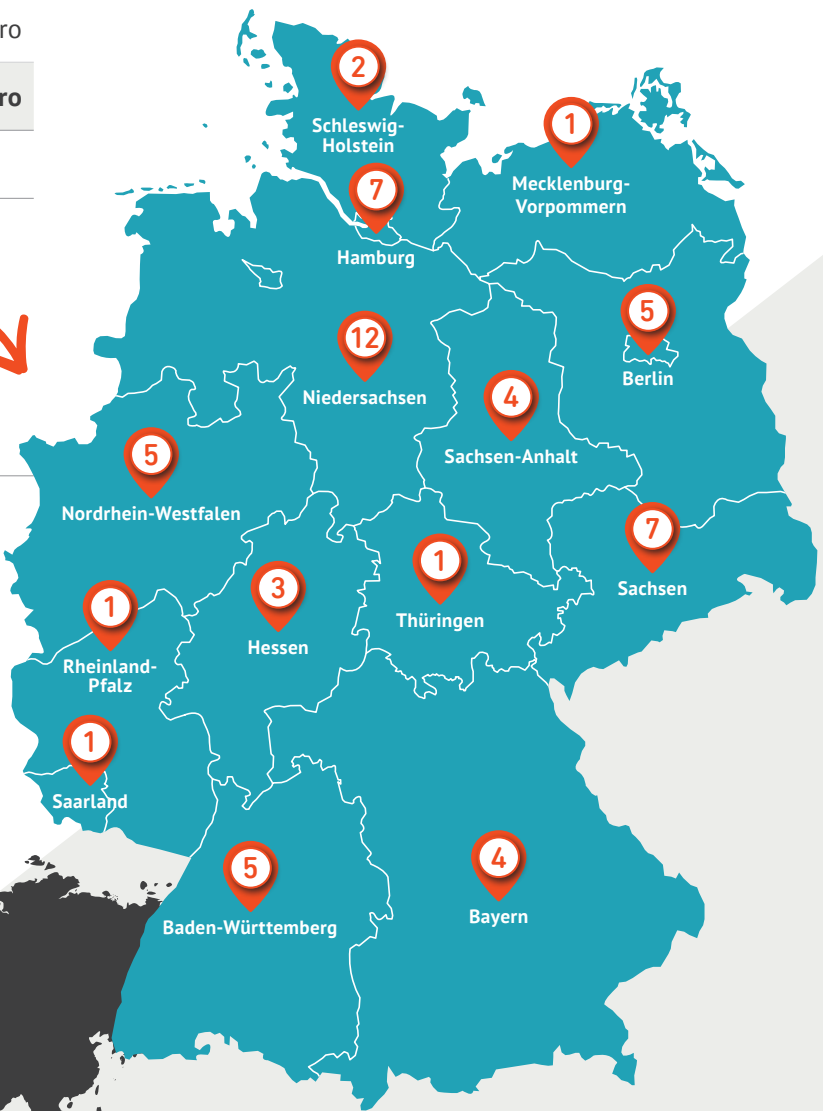 ro
ro
2
Schleswig-
Holstein
1
Mecklenburg-
Vorpommern
7
Hamburg
5
Berlin
12
Niedersachsen
4
Sachsen-Anhalt
5
Nordrhein-Westfalen
7
Sachsen
1
Thüringen
3
Hessen
1
Rheinland-
Pfalz
1
Saarland
5
Baden-Württemberg
4
Bayern